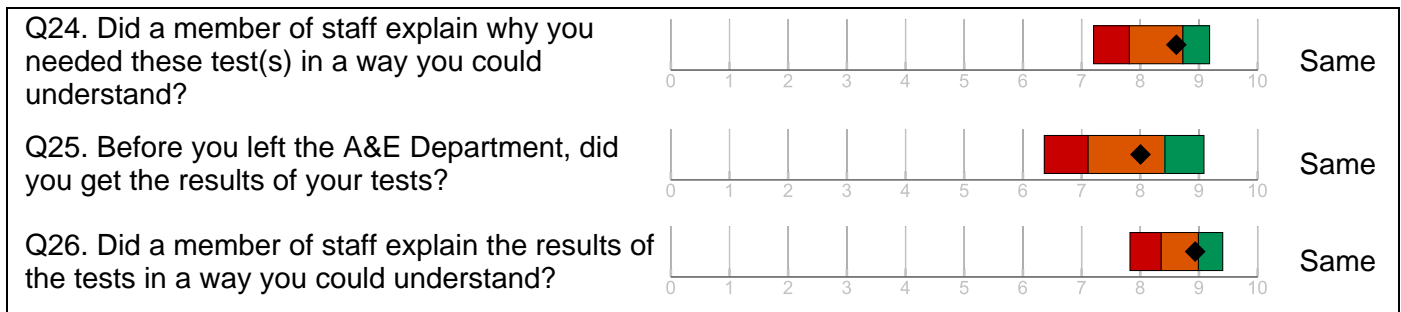 Q24. Did a member of staff explain why you
needed these test(s) in a way you could
understand?
0 1 2 3 4 5 6 7 8 9 10
Same
Q25. Before you left the A&E Department, did
you get the results of your tests?
0 1 2 3 4 5 6 7 8 9 10
Same
Q26. Did a member of staff explain the results of
the tests in a way you could understand?
0 1 2 3 4 5 6 7 8 9 10
Same